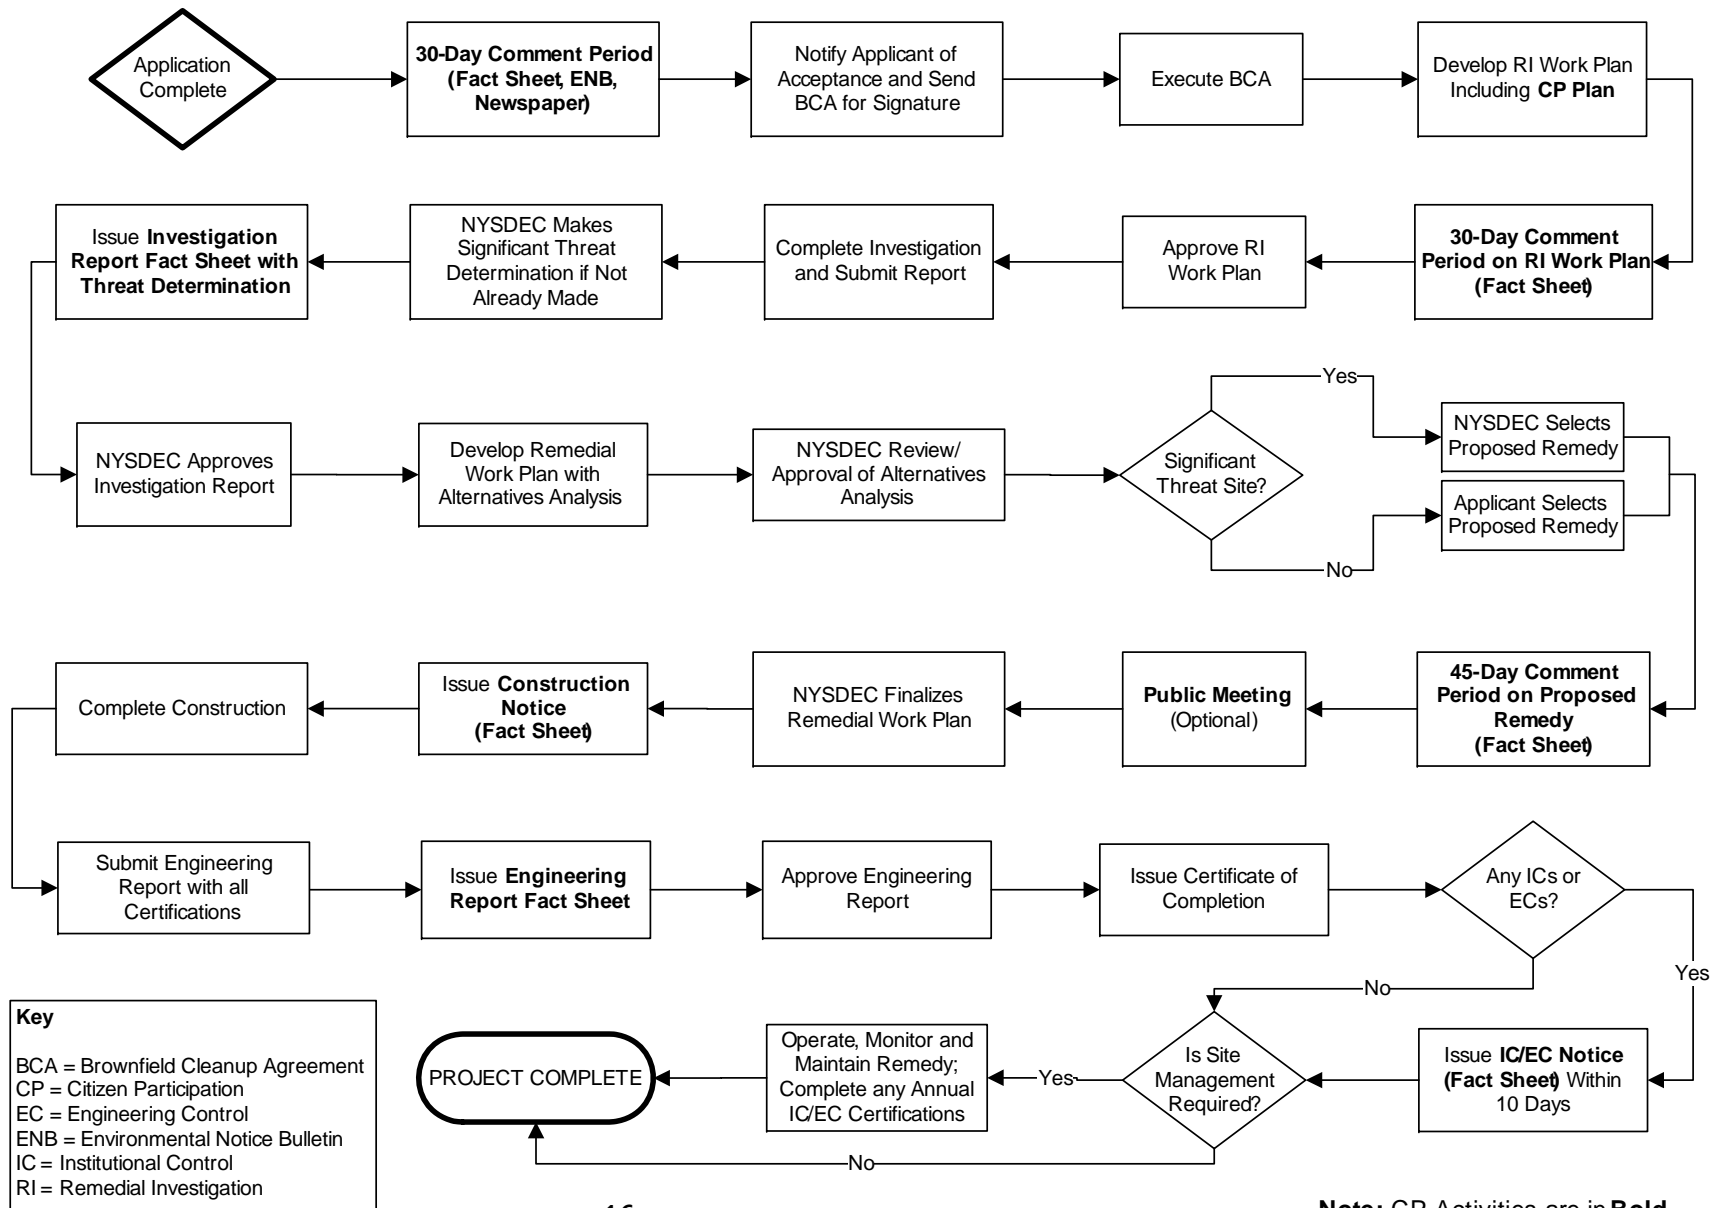 Application
Complete
30-Day Comment Period
(Fact Sheet, ENB,
Newspaper)
Notify Applicant of
Acceptance and Send
BCA for Signature
Execute BCA
Develop RI Work Plan
Including CP Plan
30-Day Comment
Period on RI Work Plan
(Fact Sheet)
Approve RI
Work Plan
Complete Investigation
and Submit Report
NYSDEC Makes
Significant Threat
Determination if Not
Already Made
Issue Investigation
Report Fact Sheet with
Threat Determination
NYSDEC Approves
Investigation Report
Develop Remedial
Work Plan with
Alternatives Analysis
NYSDEC Review/
Approval of Alternatives
Analysis
Significant
Threat Site?
Yes
No
NYSDEC Selects
Proposed Remedy
Applicant Selects
Proposed Remedy
45-Day Comment
Period on Proposed
Remedy
(Fact Sheet)
Public Meeting
(Optional)
NYSDEC Finalizes
Remedial Work Plan
Issue Construction
Notice
(Fact Sheet)
Complete Construction
Submit Engineering
Report with all
Certifications
Issue Engineering
Report Fact Sheet
Approve Engineering
Report
Issue Certificate of
Completion
Any ICs or
ECs?
Yes
No
Issue IC/EC Notice
(Fact Sheet) Within
10 Days
Is Site
Management
Required?
Yes
No
Operate, Monitor and
Maintain Remedy;
Complete any Annual
IC/EC Certifications
PROJECT COMPLETE
Key
BCA = Brownfield Cleanup Agreement
CP = Citizen Participation
EC = Engineering Control
ENB = Environmental Notice Bulletin
IC = Institutional Control
RI = Remedial Investigation
16
Note: CP Activities are in Bold